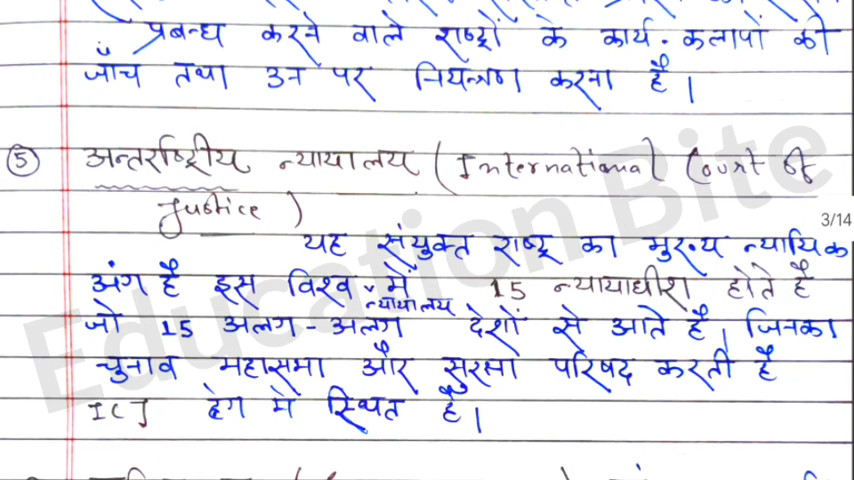 प्रबन्ध करने वाले राष्ट्रों के कार्य-कलापों की
जाँच तथा उन पर नियन्त्रण करना है।
⑤ अन्तर्राष्ट्रीय न्यायालय (International Court of
Justice)
3/14
यह संयुक्त राष्ट्र का मुख्य न्यायिक
अंग है इस विश्व न्यायालय में 15 न्यायाधीश होते है
जो 15 अलग-अलग देशों से आते है, जिनका
चुनाव महासभा और सुरक्षा परिषद करती है
ICJ हेग मे स्थित है।
Education Bite